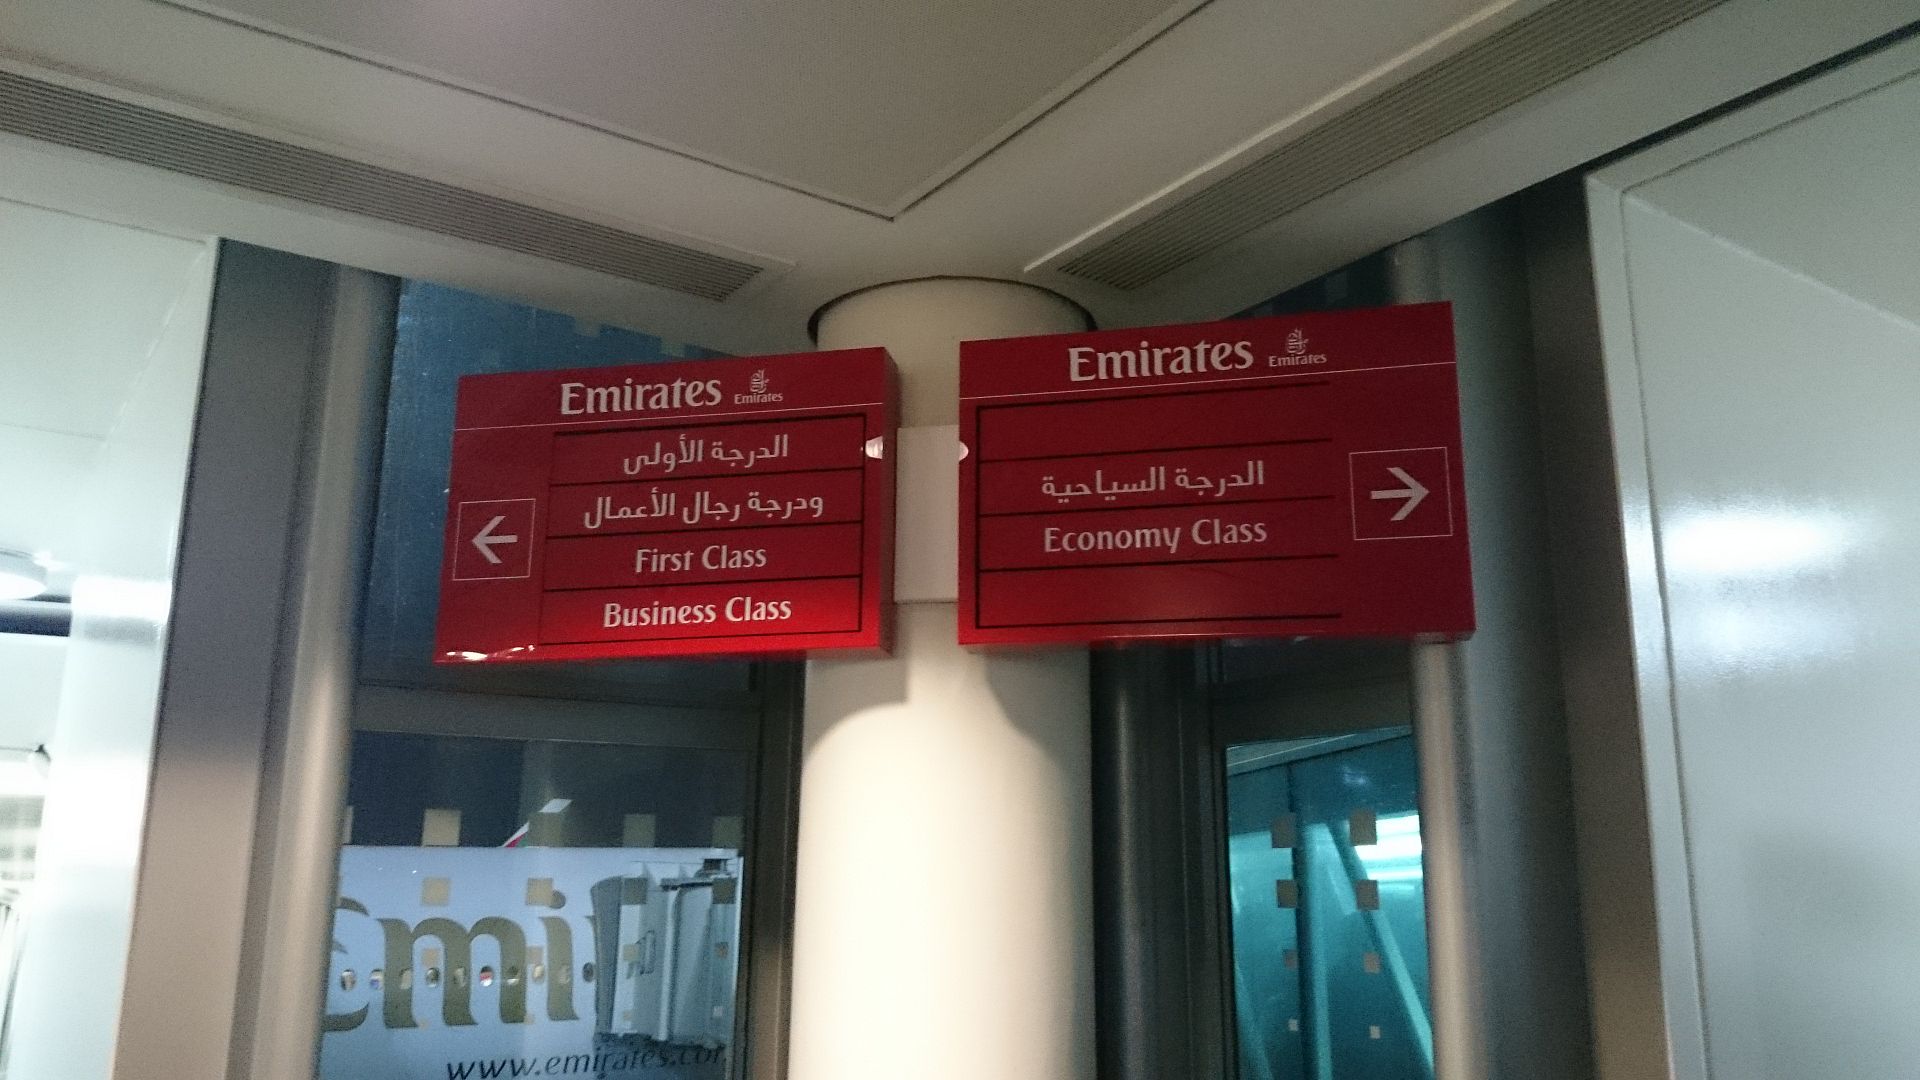 Emirates Emirates
الدرجة الأولى
ودرجة رجال الأعمال
First Class
Business Class
Emirates Emirates
الدرجة السياحية
Economy Class
Emi
www.emirates.co